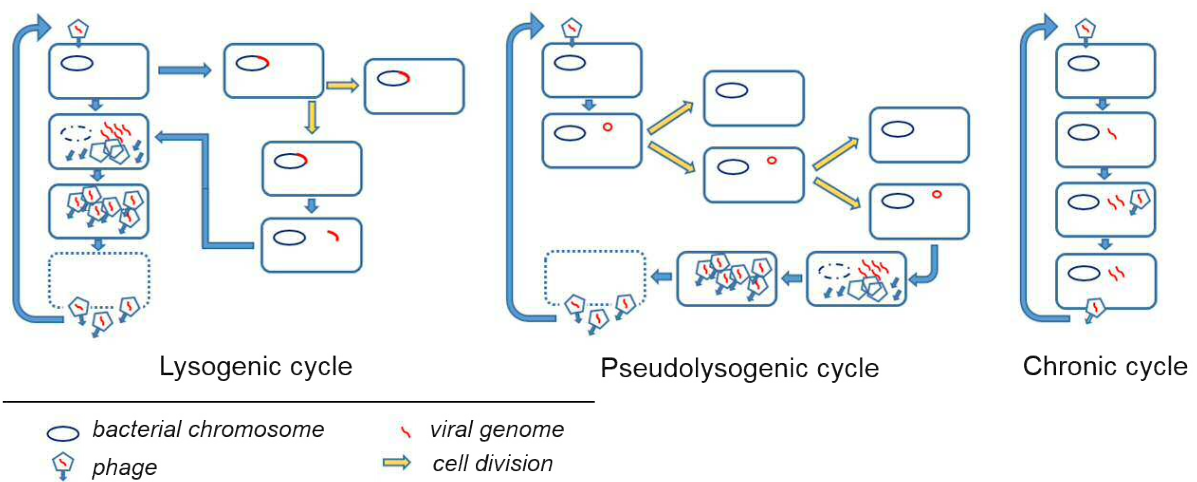 Lysogenic cycle
Pseudolysogenic cycle
Chronic cycle
bacterial chromosome
viral genome
phage
cell division